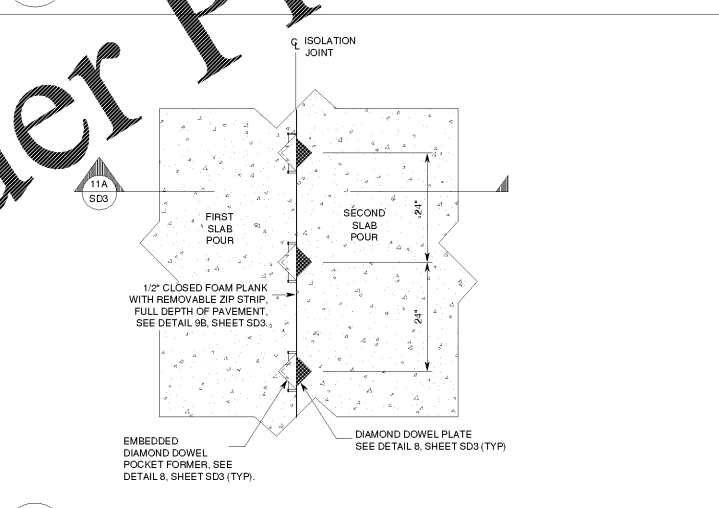 ℄ ISOLATION
JOINT
11A
SD3
FIRST
SLAB
POUR
SECOND
SLAB
POUR
24"
1/2" CLOSED FOAM PLANK
WITH REMOVABLE ZIP STRIP,
FULL DEPTH OF PAVEMENT,
SEE DETAIL 9B, SHEET SD3.
24"
EMBEDDED
DIAMOND DOWEL
POCKET FORMER, SEE
DETAIL 8, SHEET SD3 (TYP).
DIAMOND DOWEL PLATE
SEE DETAIL 8, SHEET SD3 (TYP)